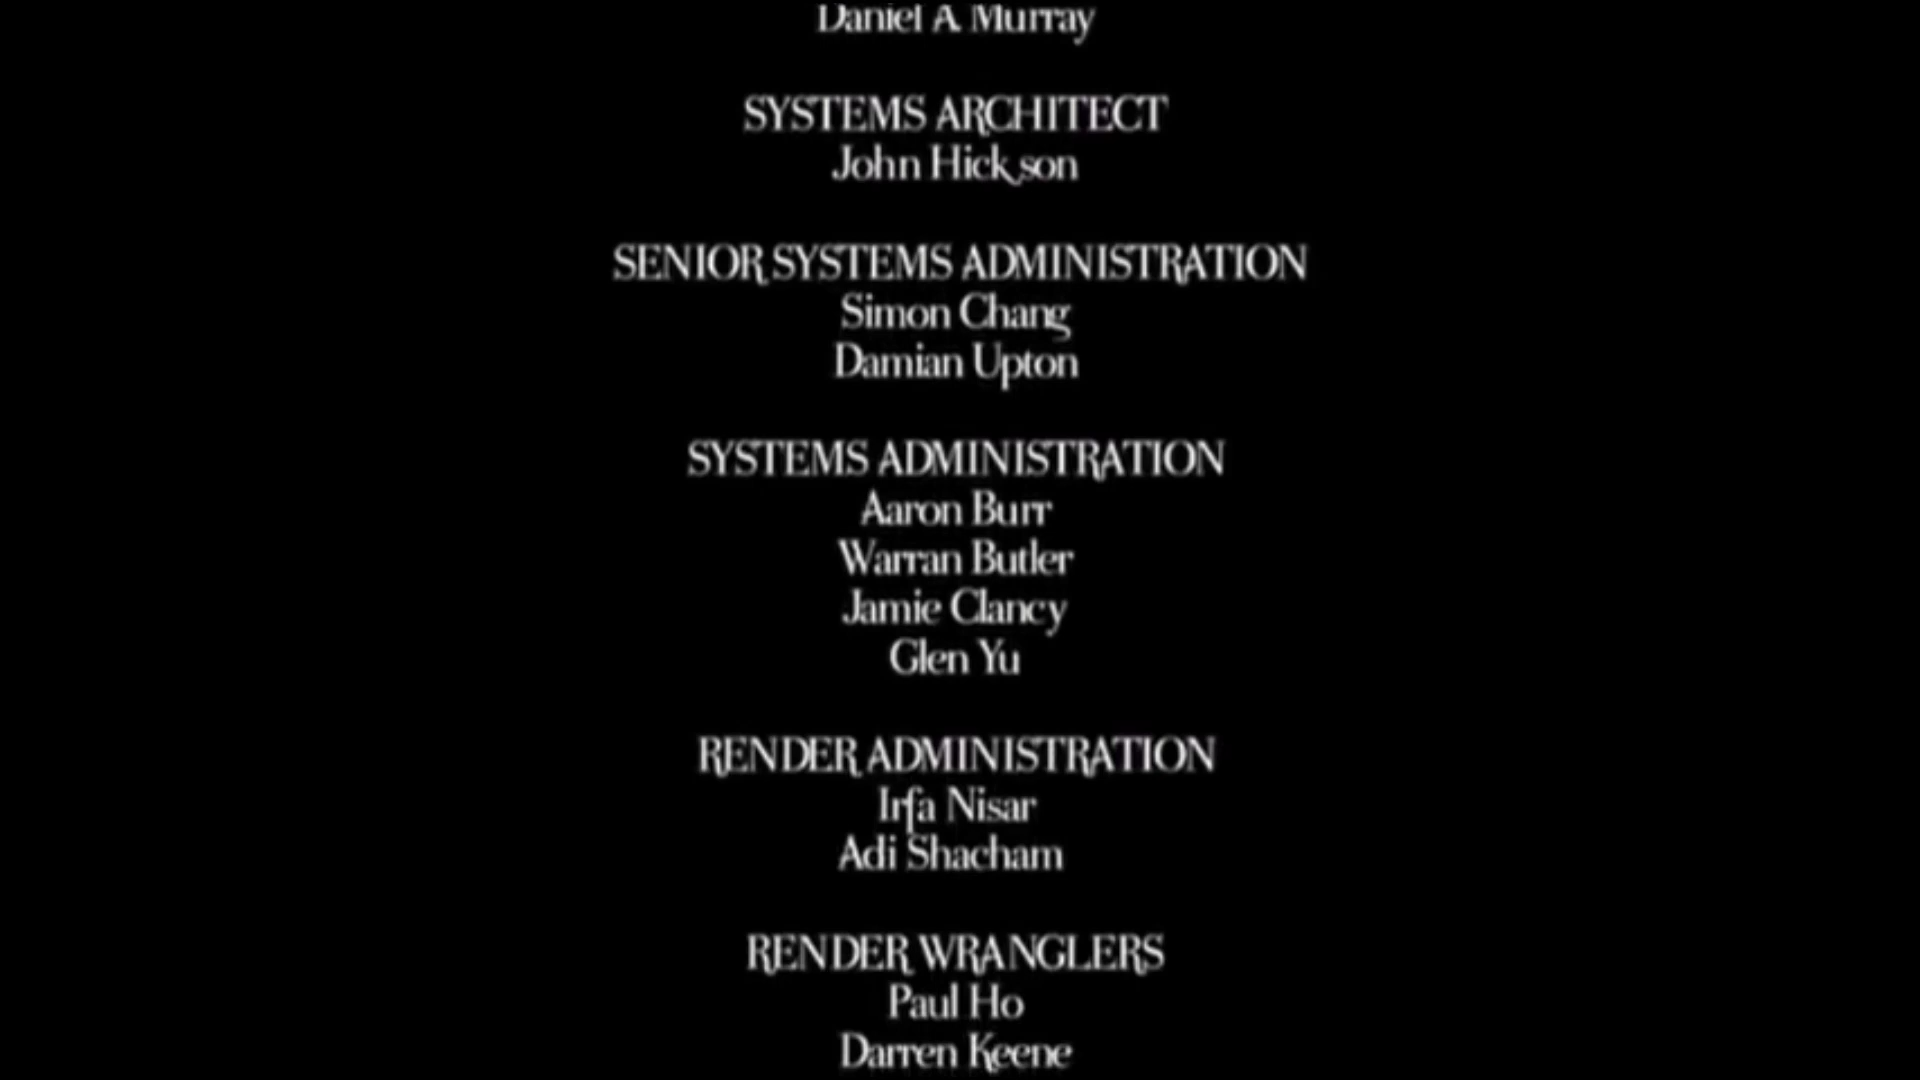 Daniel A Murray
SYSTEMS ARCHITECT
John Hickson
SENIOR SYSTEMS ADMINISTRATION
Simon Chang
Damian Upton
SYSTEMS ADMINISTRATION
Aaron Burr
Warran Butler
Jamie Clancy
Glen Yu
RENDER ADMINISTRATION
Irfa Nisar
Adi Shacham
RENDER WRANGLERS
Paul Ho
Darren Keene